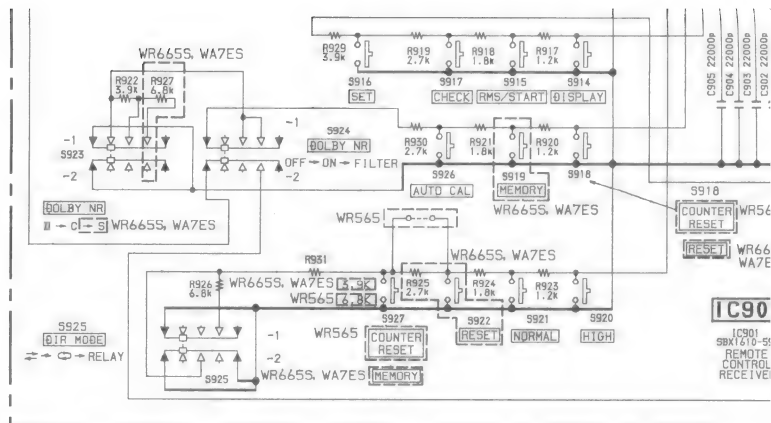 R929
3.9k
R919
2.7k
R918
1.8k
R917
1.2k
C905 22000p
C904 22000p
C903 22000p
C902 22000p
WR665S, WA7ES
R922
3.9k
R927
6.8k
S916
SET
S917
CHECK
S915
RMS/START
S914
DISPLAY
-1
S923
-2
-1
-2
S924
DOLBY NR
OFF → ON → FILTER
R930
2.7k
R921
1.8k
R920
1.2k
S926
AUTO CAL
S919
MEMORY
WR665S, WA7ES
S918
S918
COUNTER
RESET
RESET
DOLBY NR
→ C → S
WR665S, WA7ES
WR565
WR665S, WA7ES
R931
R926
6.8k
WR665S, WA7ES
3.9K
WR565
6.8K
R925
2.7k
R924
1.8k
R923
1.2k
S927
WR565
COUNTER
RESET
WR665S, WA7ES
MEMORY
S922
RESET
S921
NORMAL
S920
HIGH
S925
DIR MODE
RELAY
-1
-2
S925
IC90
IC901
SBX1610-59
REMOTE
CONTROL
RECEIVE